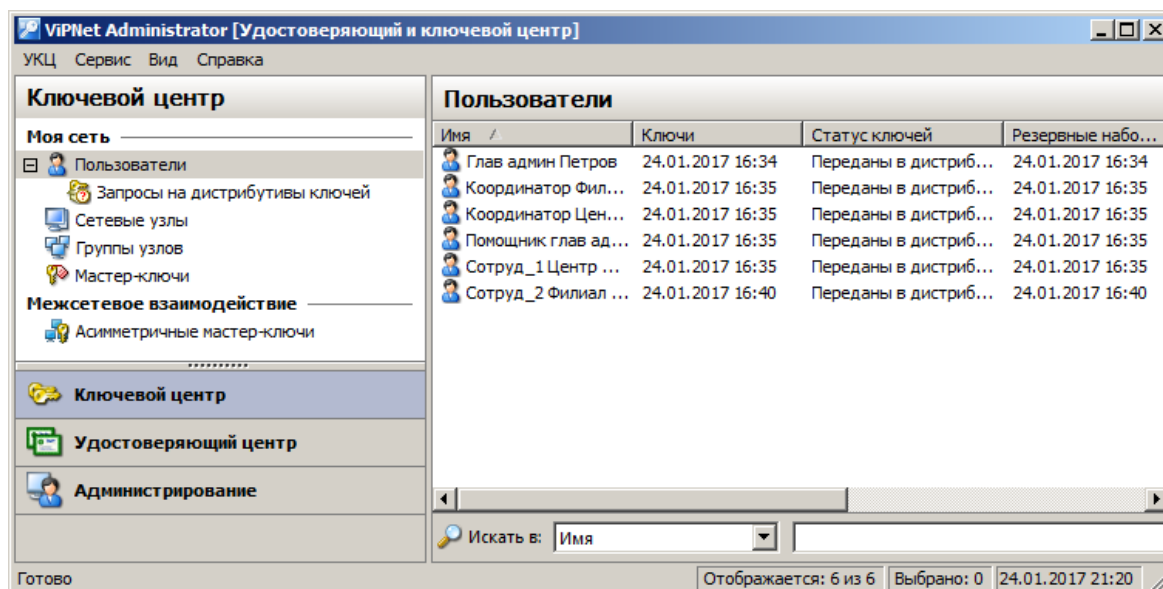 ViPNet Administrator [Удостоверяющий и ключевой центр]
УКЦ Сервис Вид Справка
Ключевой центр
Моя сеть
Пользователи
Запросы на дистрибутивы ключей
Сетевые узлы
Группы узлов
Мастер-ключи
Межсетевое взаимодействие
Асимметричные мастер-ключи
Ключевой центр
Удостоверяющий центр
Администрирование
Пользователи
Имя Ключи Статус ключей Резервные набо...
Глав админ Петров 24.01.2017 16:34 Переданы в дистриб... 24.01.2017 16:34
Координатор Фил... 24.01.2017 16:35 Переданы в дистриб... 24.01.2017 16:35
Координатор Цен... 24.01.2017 16:35 Переданы в дистриб... 24.01.2017 16:35
Помощник глав ад... 24.01.2017 16:35 Переданы в дистриб... 24.01.2017 16:35
Сотруд_1 Центр ... 24.01.2017 16:35 Переданы в дистриб... 24.01.2017 16:35
Сотруд_2 Филиал ... 24.01.2017 16:40 Переданы в дистриб... 24.01.2017 16:40
Искать в: Имя
Готово Отображается: 6 из 6 Выбрано: 0 24.01.2017 21:20